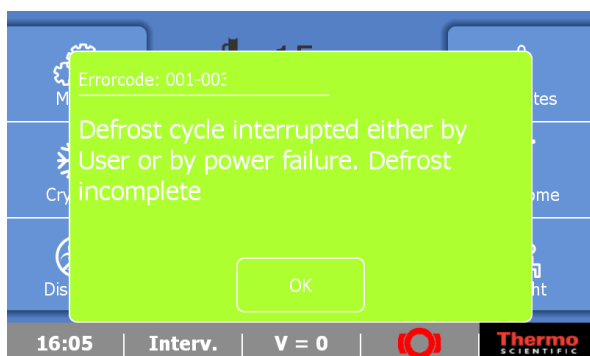 Errorcode: 001-003
Defrost cycle interrupted either by
User or by power failure. Defrost
incomplete
OK
16:05 | Interv. | V = 0
Thermo
SCIENTIFIC